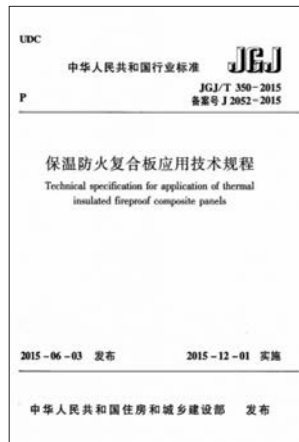 UDC
中华人民共和国行业标准 JGJ
JGJ/T 350-2015
P 备案号 J 2052-2015
保温防火复合板应用技术规程
Technical specification for application of thermal
insulated fireproof composite panels
2015-06-03 发布 2015-12-01 实施
中华人民共和国住房和城乡建设部 发布